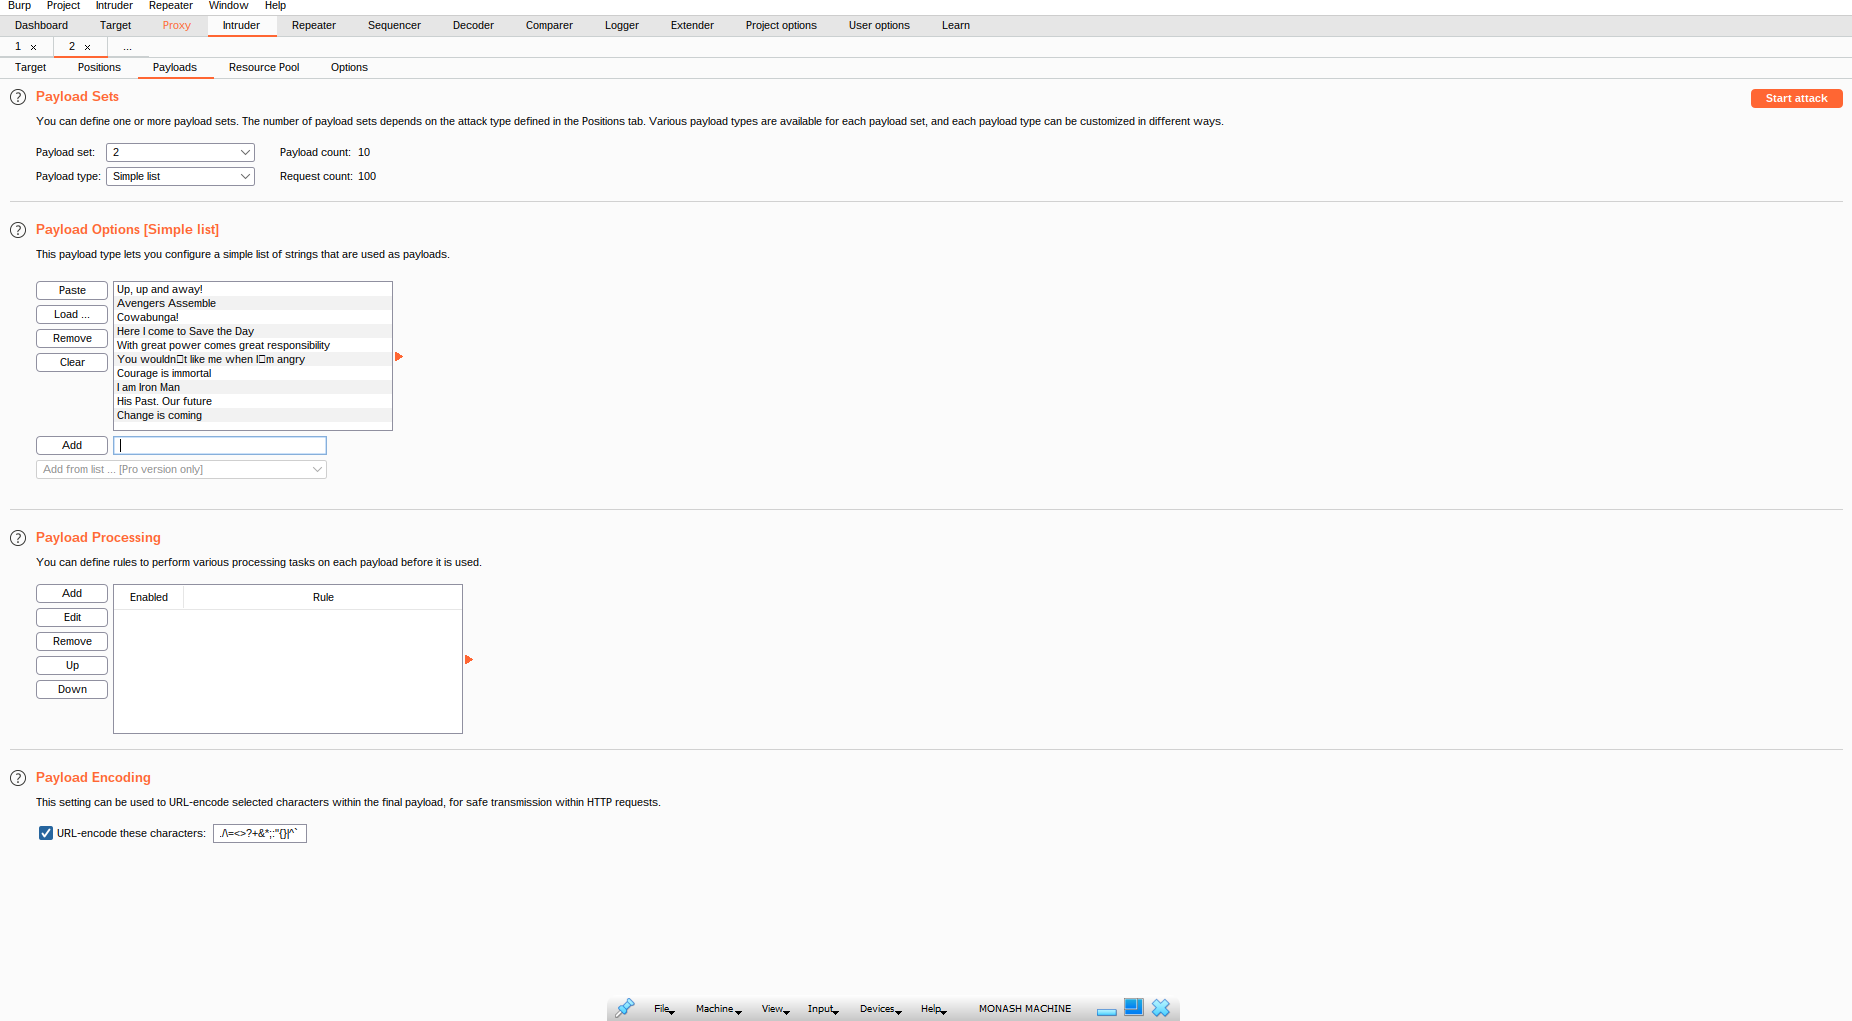 Burp Project Intruder Repeater Window Help
Dashboard Target Proxy Intruder Repeater Sequencer Decoder Comparer Logger Extender Project options User options Learn
1 × 2 × ...
Target Positions Payloads Resource Pool Options
? Payload Sets
Start attack
You can define one or more payload sets. The number of payload sets depends on the attack type defined in the Positions tab. Various payload types are available for each payload set, and each payload type can be customized in different ways.
Payload set: 2 Payload count: 10
Payload type: Simple list Request count: 100
? Payload Options [Simple list]
This payload type lets you configure a simple list of strings that are used as payloads.
Paste
Load ...
Remove
Clear
Up, up and away!
Avengers Assemble
Cowabunga!
Here I come to Save the Day
With great power comes great responsibility
You wouldn□t like me when I□m angry
Courage is immortal
I am Iron Man
His Past. Our future
Change is coming
Add
Add from list ... [Pro version only]
? Payload Processing
You can define rules to perform various processing tasks on each payload before it is used.
Add
Edit
Remove
Up
Down
Enabled Rule
? Payload Encoding
This setting can be used to URL-encode selected characters within the final payload, for safe transmission within HTTP requests.
URL-encode these characters: ./\=<>?+&*;:"{}|^`
File Machine View Input Devices Help MONASH MACHINE